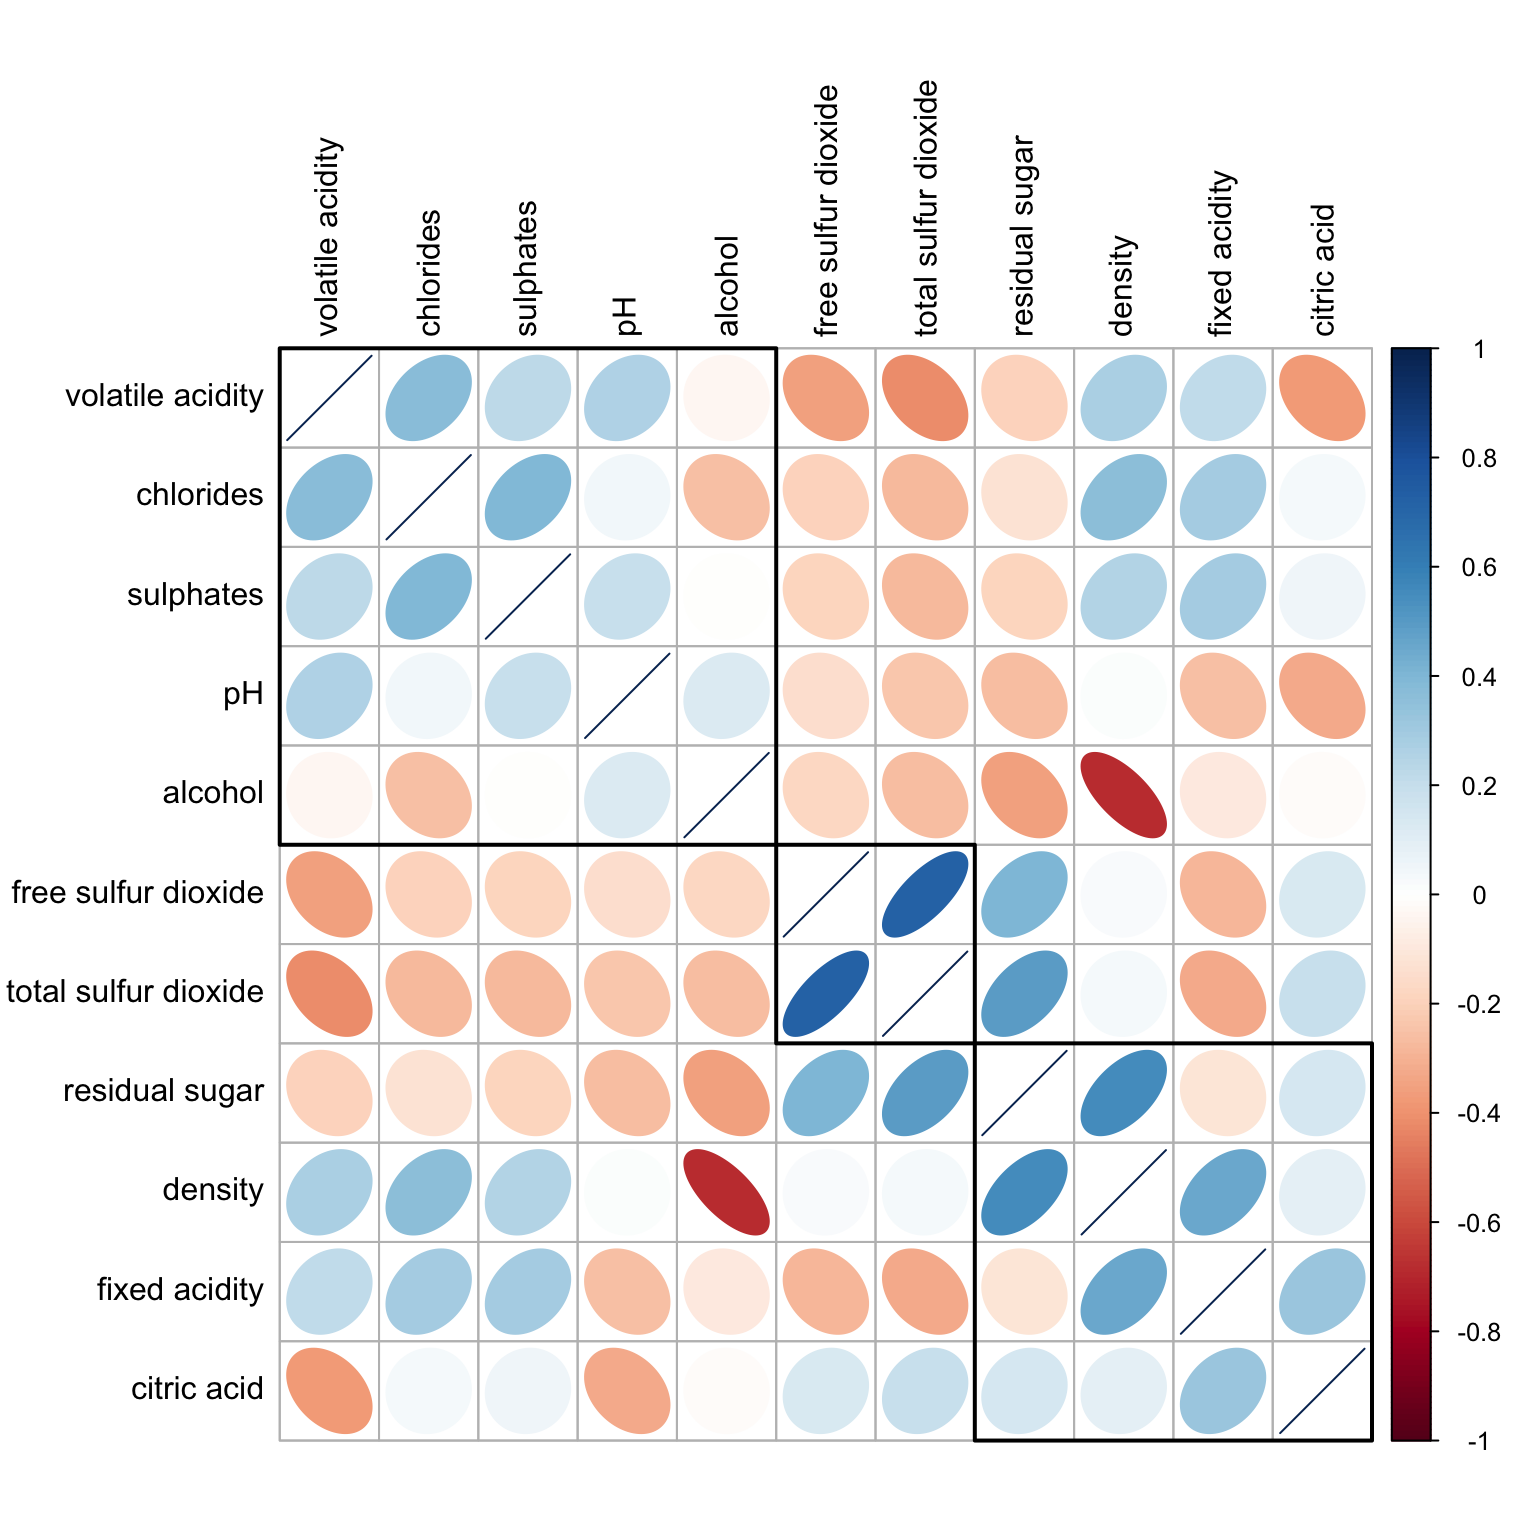 volatile acidity
chlorides
sulphates
pH
alcohol
free sulfur dioxide
total sulfur dioxide
residual sugar
density
fixed acidity
citric acid
volatile acidity
chlorides
sulphates
pH
alcohol
free sulfur dioxide
total sulfur dioxide
residual sugar
density
fixed acidity
citric acid
1
0.8
0.6
0.4
0.2
0
-0.2
-0.4
-0.6
-0.8
-1